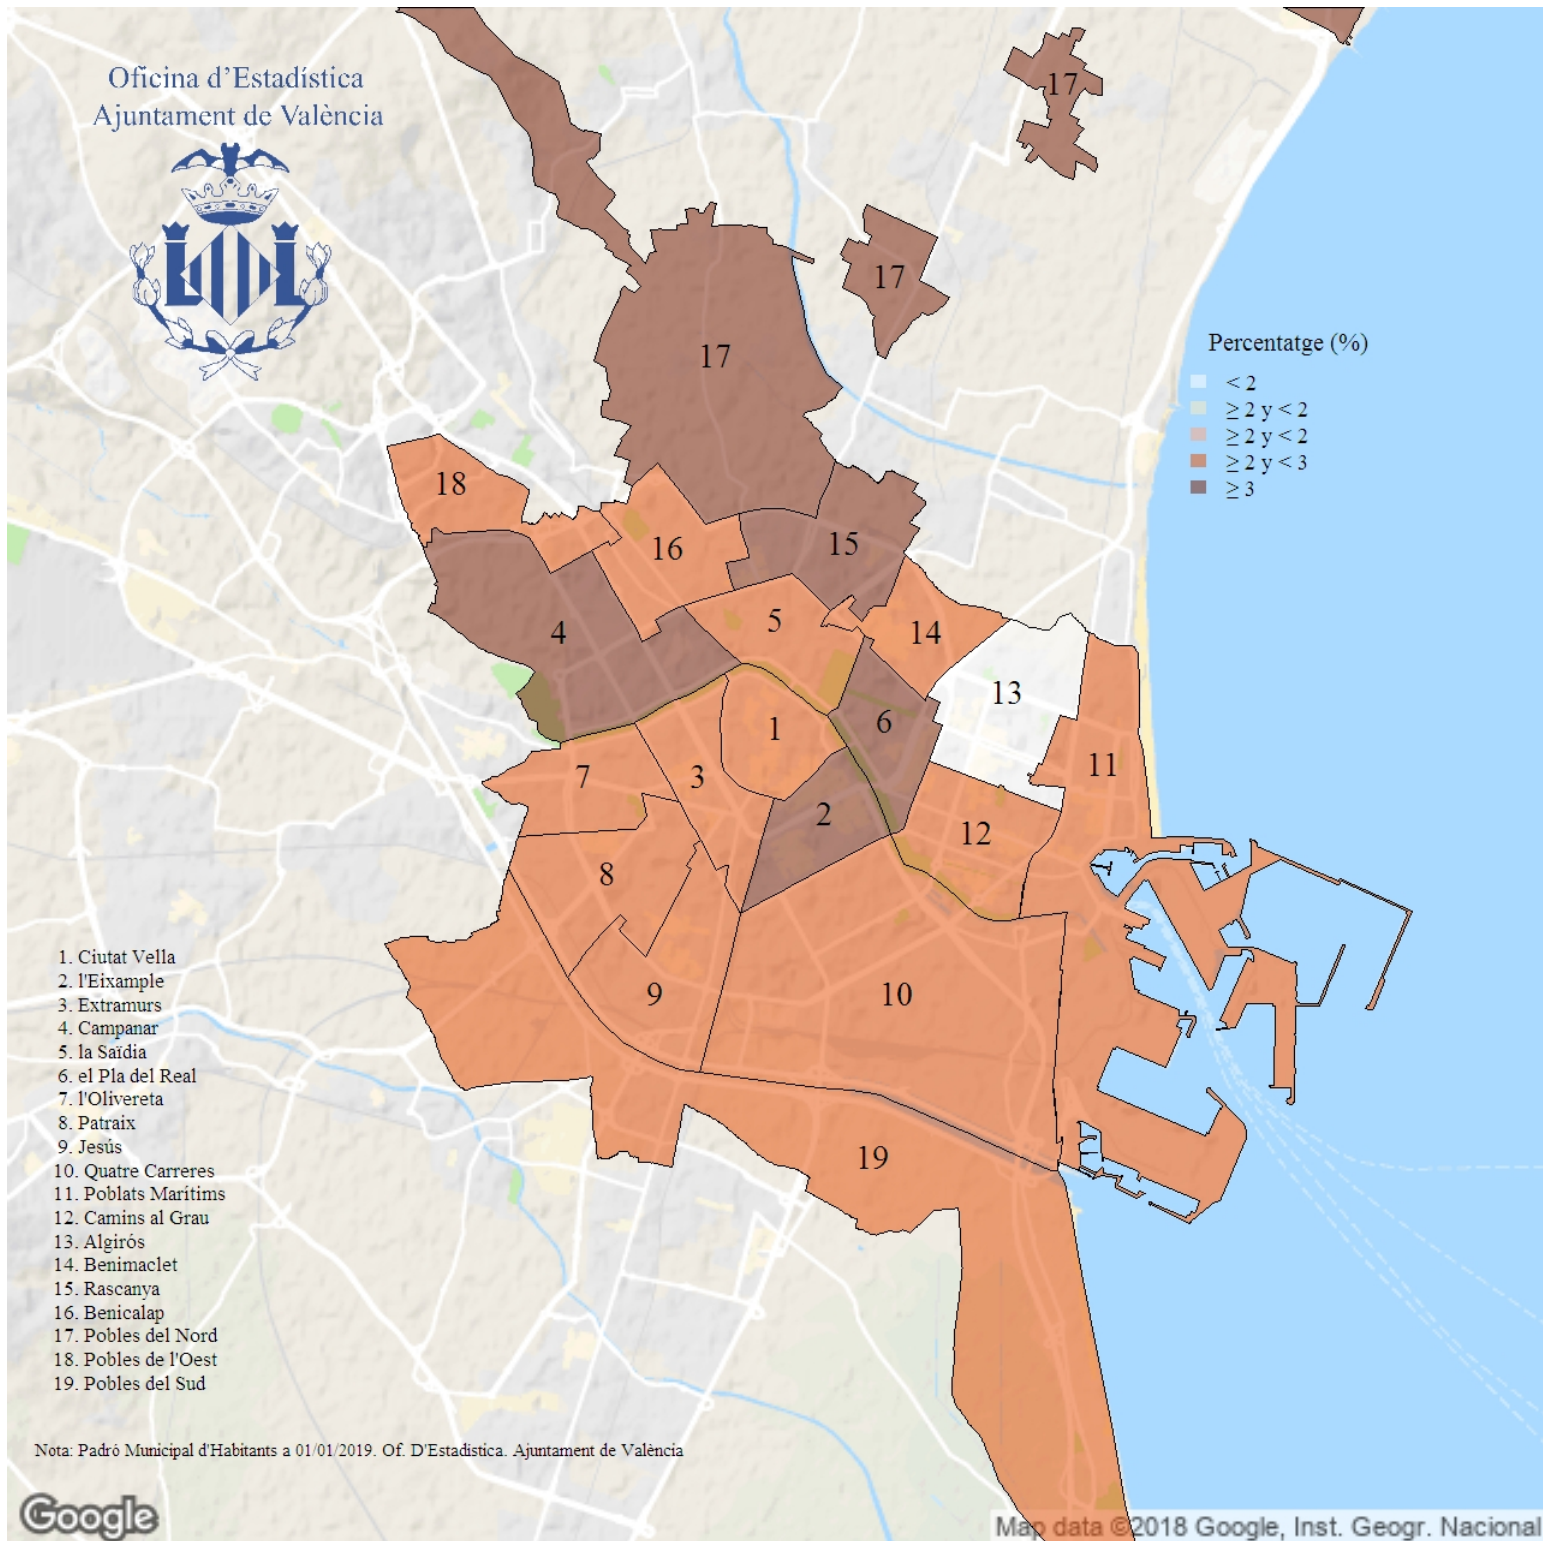 Oficina d'Estadística
Ajuntament de València
17
17
17
Percentatge (%)
< 2
≥ 2 y < 2
≥ 2 y < 2
≥ 2 y < 3
≥ 3
18
16
15
5
14
4
13
6
1
11
7
3
2
12
8
9
10
19
1. Ciutat Vella
2. l'Eixample
3. Extramurs
4. Campanar
5. la Saïdia
6. el Pla del Real
7. l'Olivereta
8. Patraix
9. Jesús
10. Quatre Carreres
11. Poblats Marítims
12. Camins al Grau
13. Algirós
14. Benimaclet
15. Rascanya
16. Benicalap
17. Pobles del Nord
18. Pobles de l'Oest
19. Pobles del Sud
Nota: Padró Municipal d'Habitants a 01/01/2019. Of. D'Estadística. Ajuntament de València
Google
Map data ©2018 Google, Inst. Geogr. Nacional